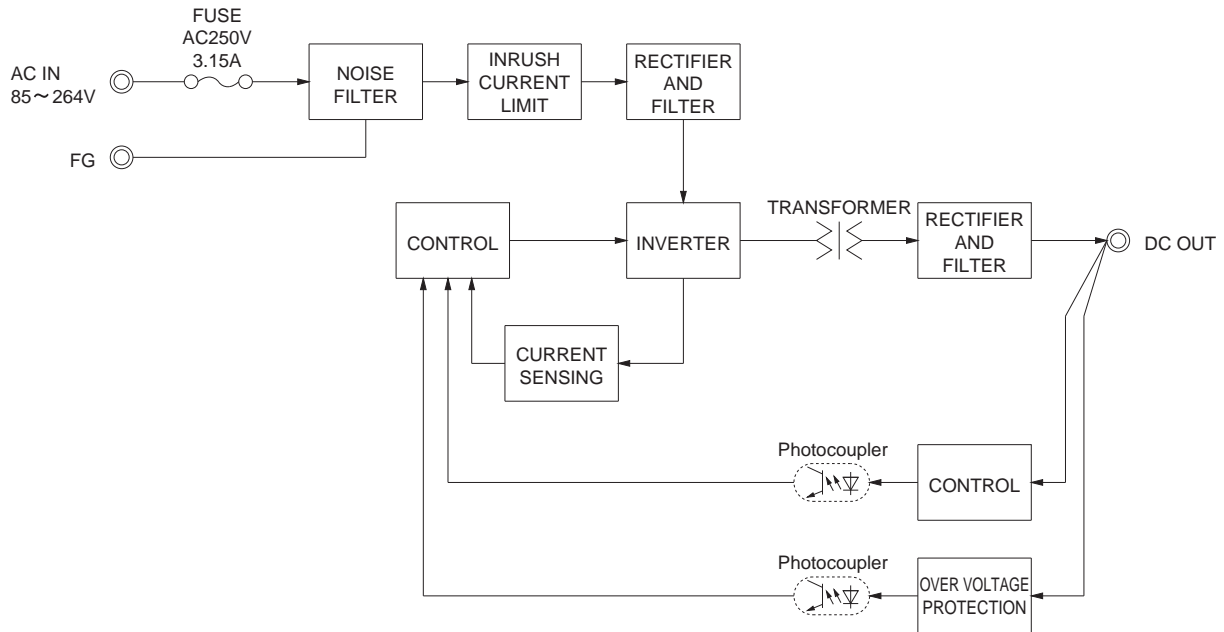 FUSE
AC250V
3.15A
AC IN
85～264V
NOISE
FILTER
INRUSH
CURRENT
LIMIT
RECTIFIER
AND
FILTER
FG
CONTROL
INVERTER
TRANSFORMER
RECTIFIER
AND
FILTER
DC OUT
CURRENT
SENSING
Photocoupler
CONTROL
Photocoupler
OVER VOLTAGE
PROTECTION